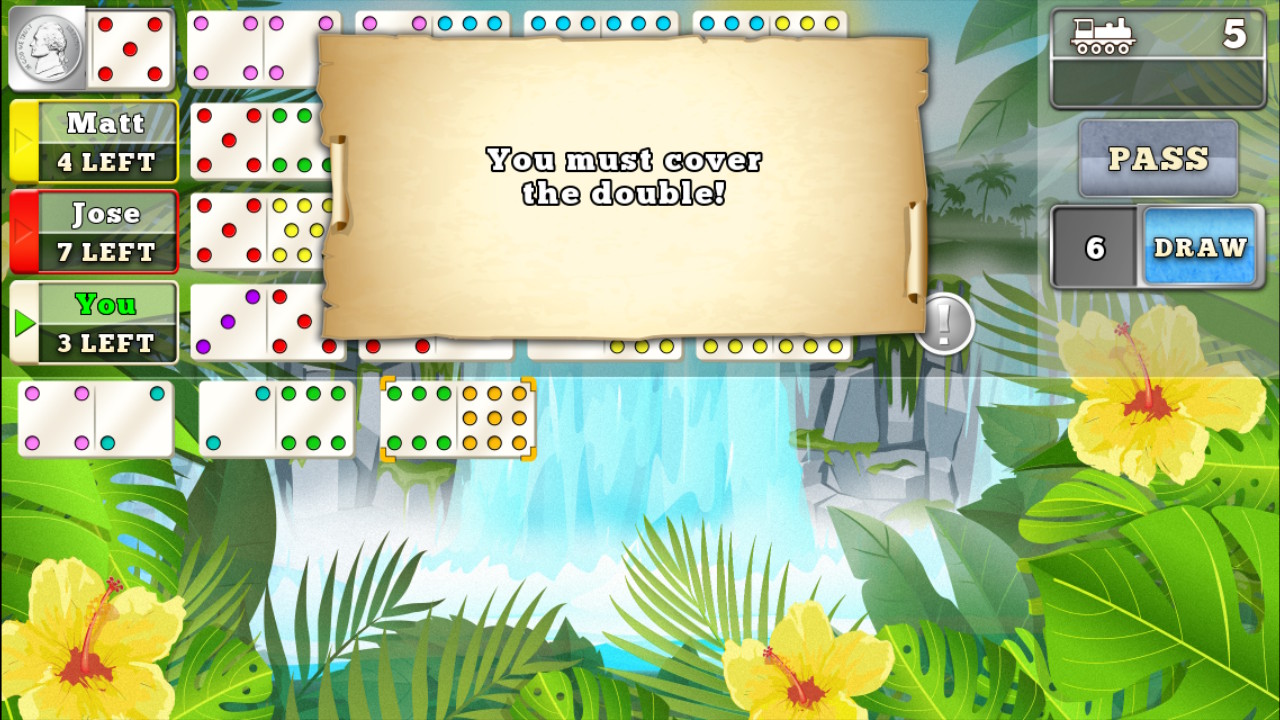 5
Matt
4 LEFT
You must cover
the double!
PASS
Jose
7 LEFT
6
DRAW
You
3 LEFT
!